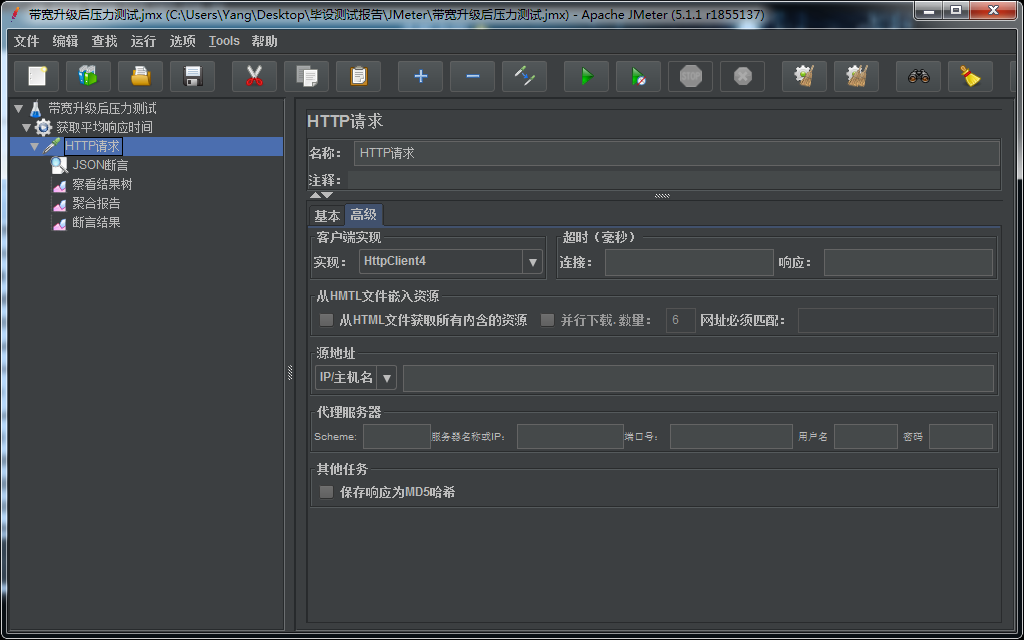 带宽升级后压力测试.jmx (C:\Users\Yang\Desktop\毕设测试报告\JMeter\带宽升级后压力测试.jmx) - Apache JMeter (5.1.1 r1855137)
文件 编辑 查找 运行 选项 Tools 帮助
STOP
带宽升级后压力测试
获取平均响应时间
HTTP请求
JSON断言
察看结果树
聚合报告
断言结果
HTTP请求
名称: HTTP请求
注释:
基本 高级
客户端实现
实现: HttpClient4
超时（毫秒）
连接: 响应:
从HMTL文件嵌入资源
从HTML文件获取所有内含的资源 并行下载.数量: 6 网址必须匹配:
源地址
IP/主机名
代理服务器
Scheme: 服务器名称或IP: 端口号: 用户名 密码
其他任务
保存响应为MD5哈希